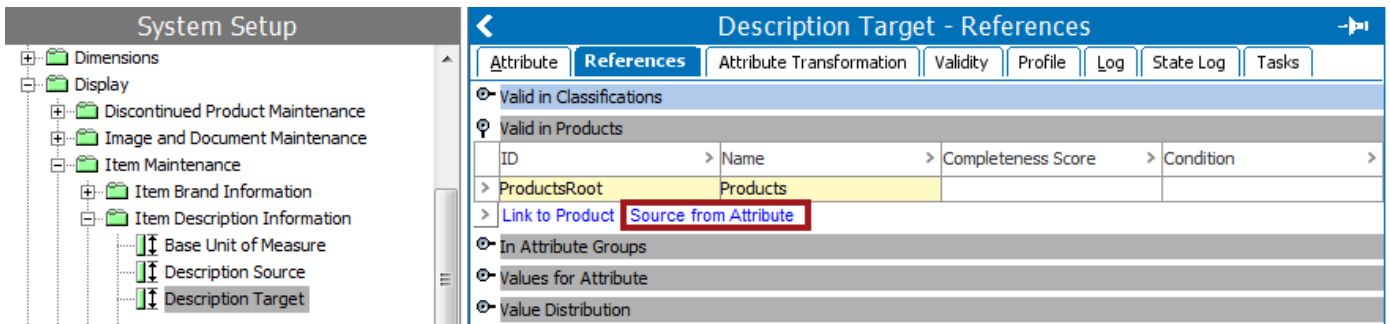 System Setup
Dimensions
Display
Discontinued Product Maintenance
Image and Document Maintenance
Item Maintenance
Item Brand Information
Item Description Information
Base Unit of Measure
Description Source
Description Target
Description Target - References
Attribute References Attribute Transformation Validity Profile Log State Log Tasks
Valid in Classifications
Valid in Products
ID > Name > Completeness Score > Condition >
> ProductsRoot Products
> Link to Product Source from Attribute
In Attribute Groups
Values for Attribute
Value Distribution